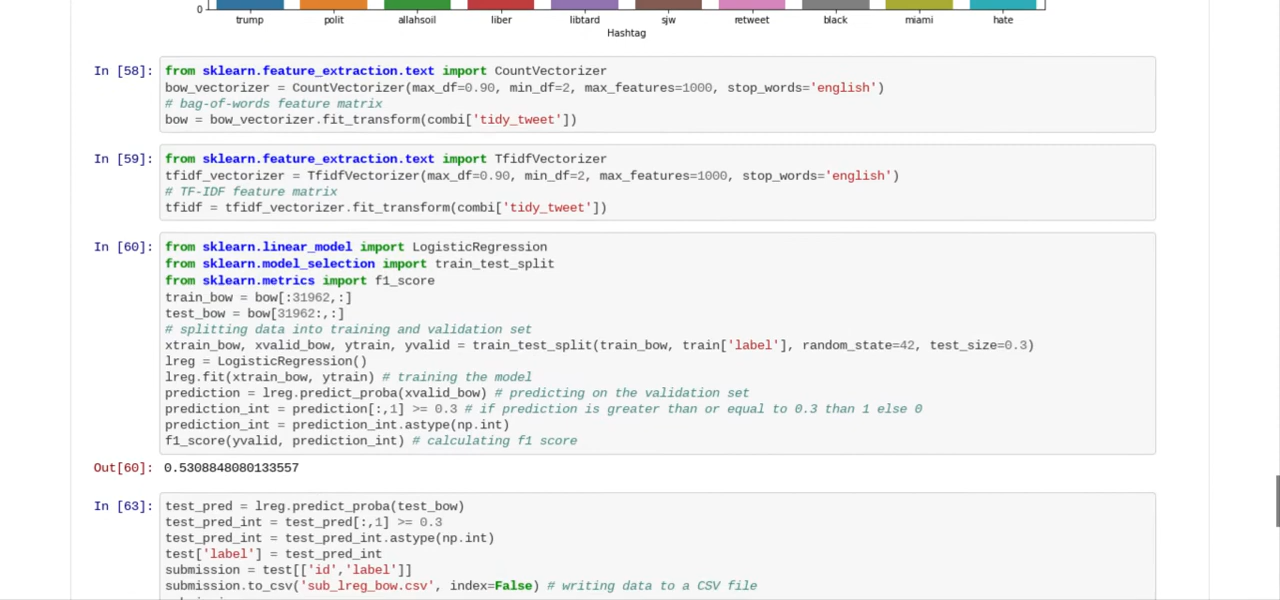 0
trump polit allahsoil liber libtard sjw retweet black miami hate
Hashtag
In [58]: from sklearn.feature_extraction.text import CountVectorizer
bow_vectorizer = CountVectorizer(max_df=0.90, min_df=2, max_features=1000, stop_words='english')
# bag-of-words feature matrix
bow = bow_vectorizer.fit_transform(combi['tidy_tweet'])
In [59]: from sklearn.feature_extraction.text import TfidfVectorizer
tfidf_vectorizer = TfidfVectorizer(max_df=0.90, min_df=2, max_features=1000, stop_words='english')
# TF-IDF feature matrix
tfidf = tfidf_vectorizer.fit_transform(combi['tidy_tweet'])
In [60]: from sklearn.linear_model import LogisticRegression
from sklearn.model_selection import train_test_split
from sklearn.metrics import f1_score
train_bow = bow[:31962,:]
test_bow = bow[31962:,:]
# splitting data into training and validation set
xtrain_bow, xvalid_bow, ytrain, yvalid = train_test_split(train_bow, train['label'], random_state=42, test_size=0.3)
lreg = LogisticRegression()
lreg.fit(xtrain_bow, ytrain) # training the model
prediction = lreg.predict_proba(xvalid_bow) # predicting on the validation set
prediction_int = prediction[:,1] >= 0.3 # if prediction is greater than or equal to 0.3 than 1 else 0
prediction_int = prediction_int.astype(np.int)
f1_score(yvalid, prediction_int) # calculating f1 score
Out[60]: 0.5308848080133557
In [63]: test_pred = lreg.predict_proba(test_bow)
test_pred_int = test_pred[:,1] >= 0.3
test_pred_int = test_pred_int.astype(np.int)
test['label'] = test_pred_int
submission = test[['id','label']]
submission.to_csv('sub_lreg_bow.csv', index=False) # writing data to a CSV file